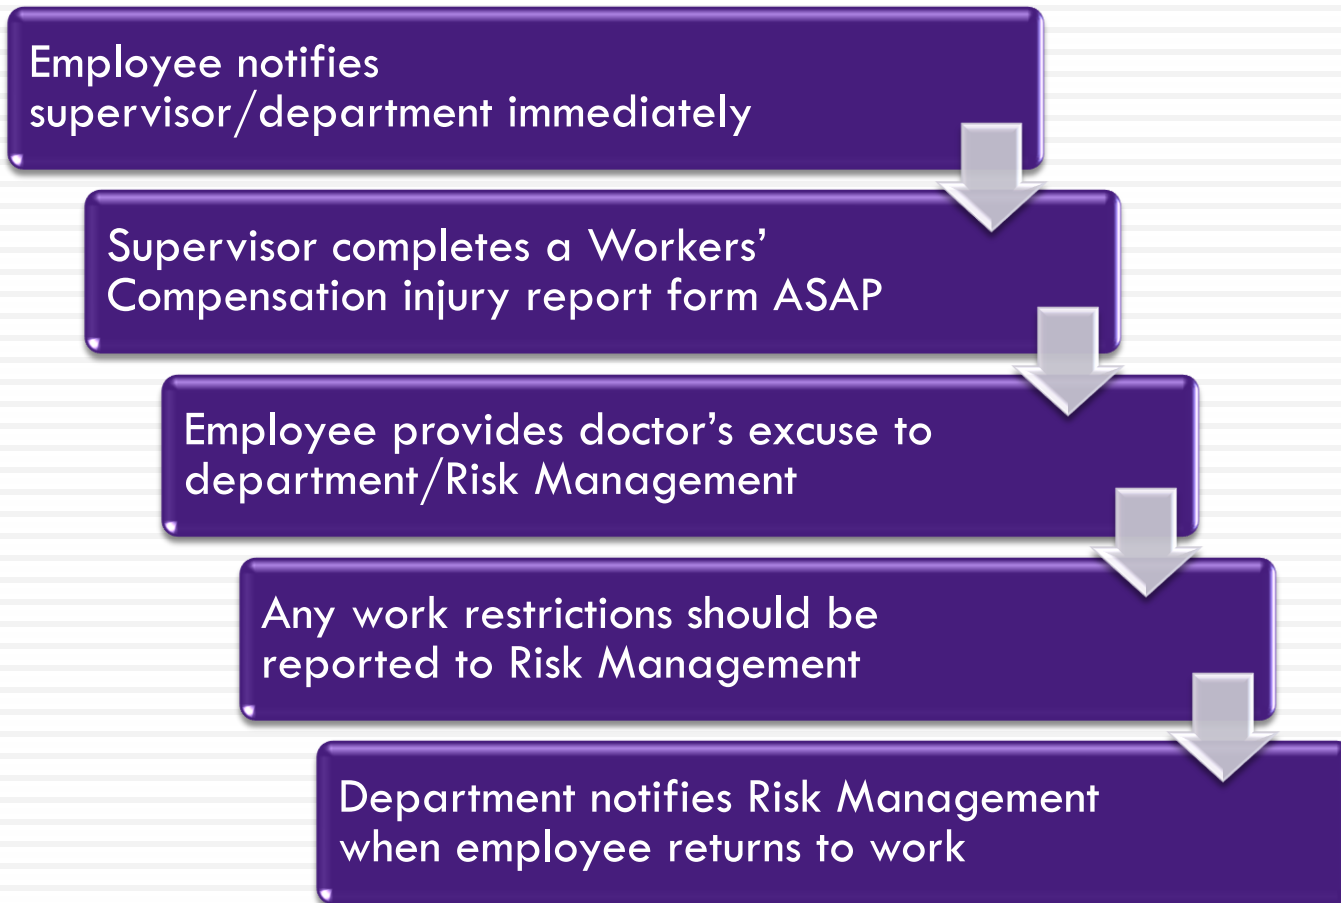 Employee notifies
supervisor/department immediately
Supervisor completes a Workers’
Compensation injury report form ASAP
Employee provides doctor’s excuse to
department/Risk Management
Any work restrictions should be
reported to Risk Management
Department notifies Risk Management
when employee returns to work